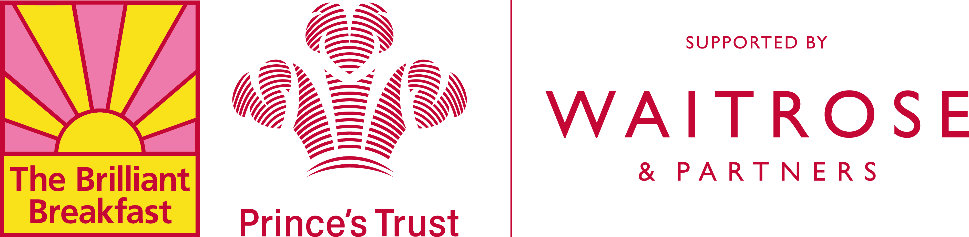 The Brilliant
Breakfast
Prince's Trust
SUPPORTED BY
WAITROSE
& PARTNERS